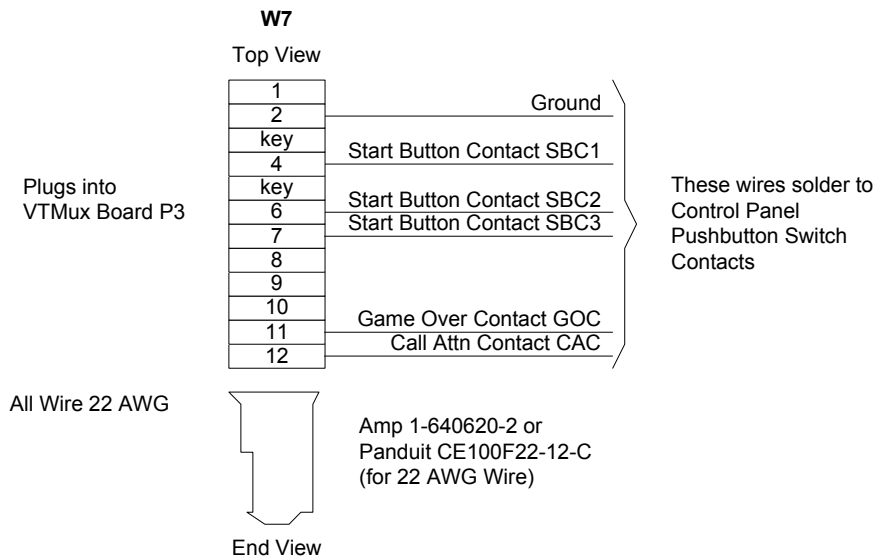 W7
Top View
1
2
key
4
key
6
7
8
9
10
11
12
Ground
Start Button Contact SBC1
Start Button Contact SBC2
Start Button Contact SBC3
Game Over Contact GOC
Call Attn Contact CAC
Plugs into
VTMux Board P3
These wires solder to
Control Panel
Pushbutton Switch
Contacts
All Wire 22 AWG
Amp 1-640620-2 or
Panduit CE100F22-12-C
(for 22 AWG Wire)
End View